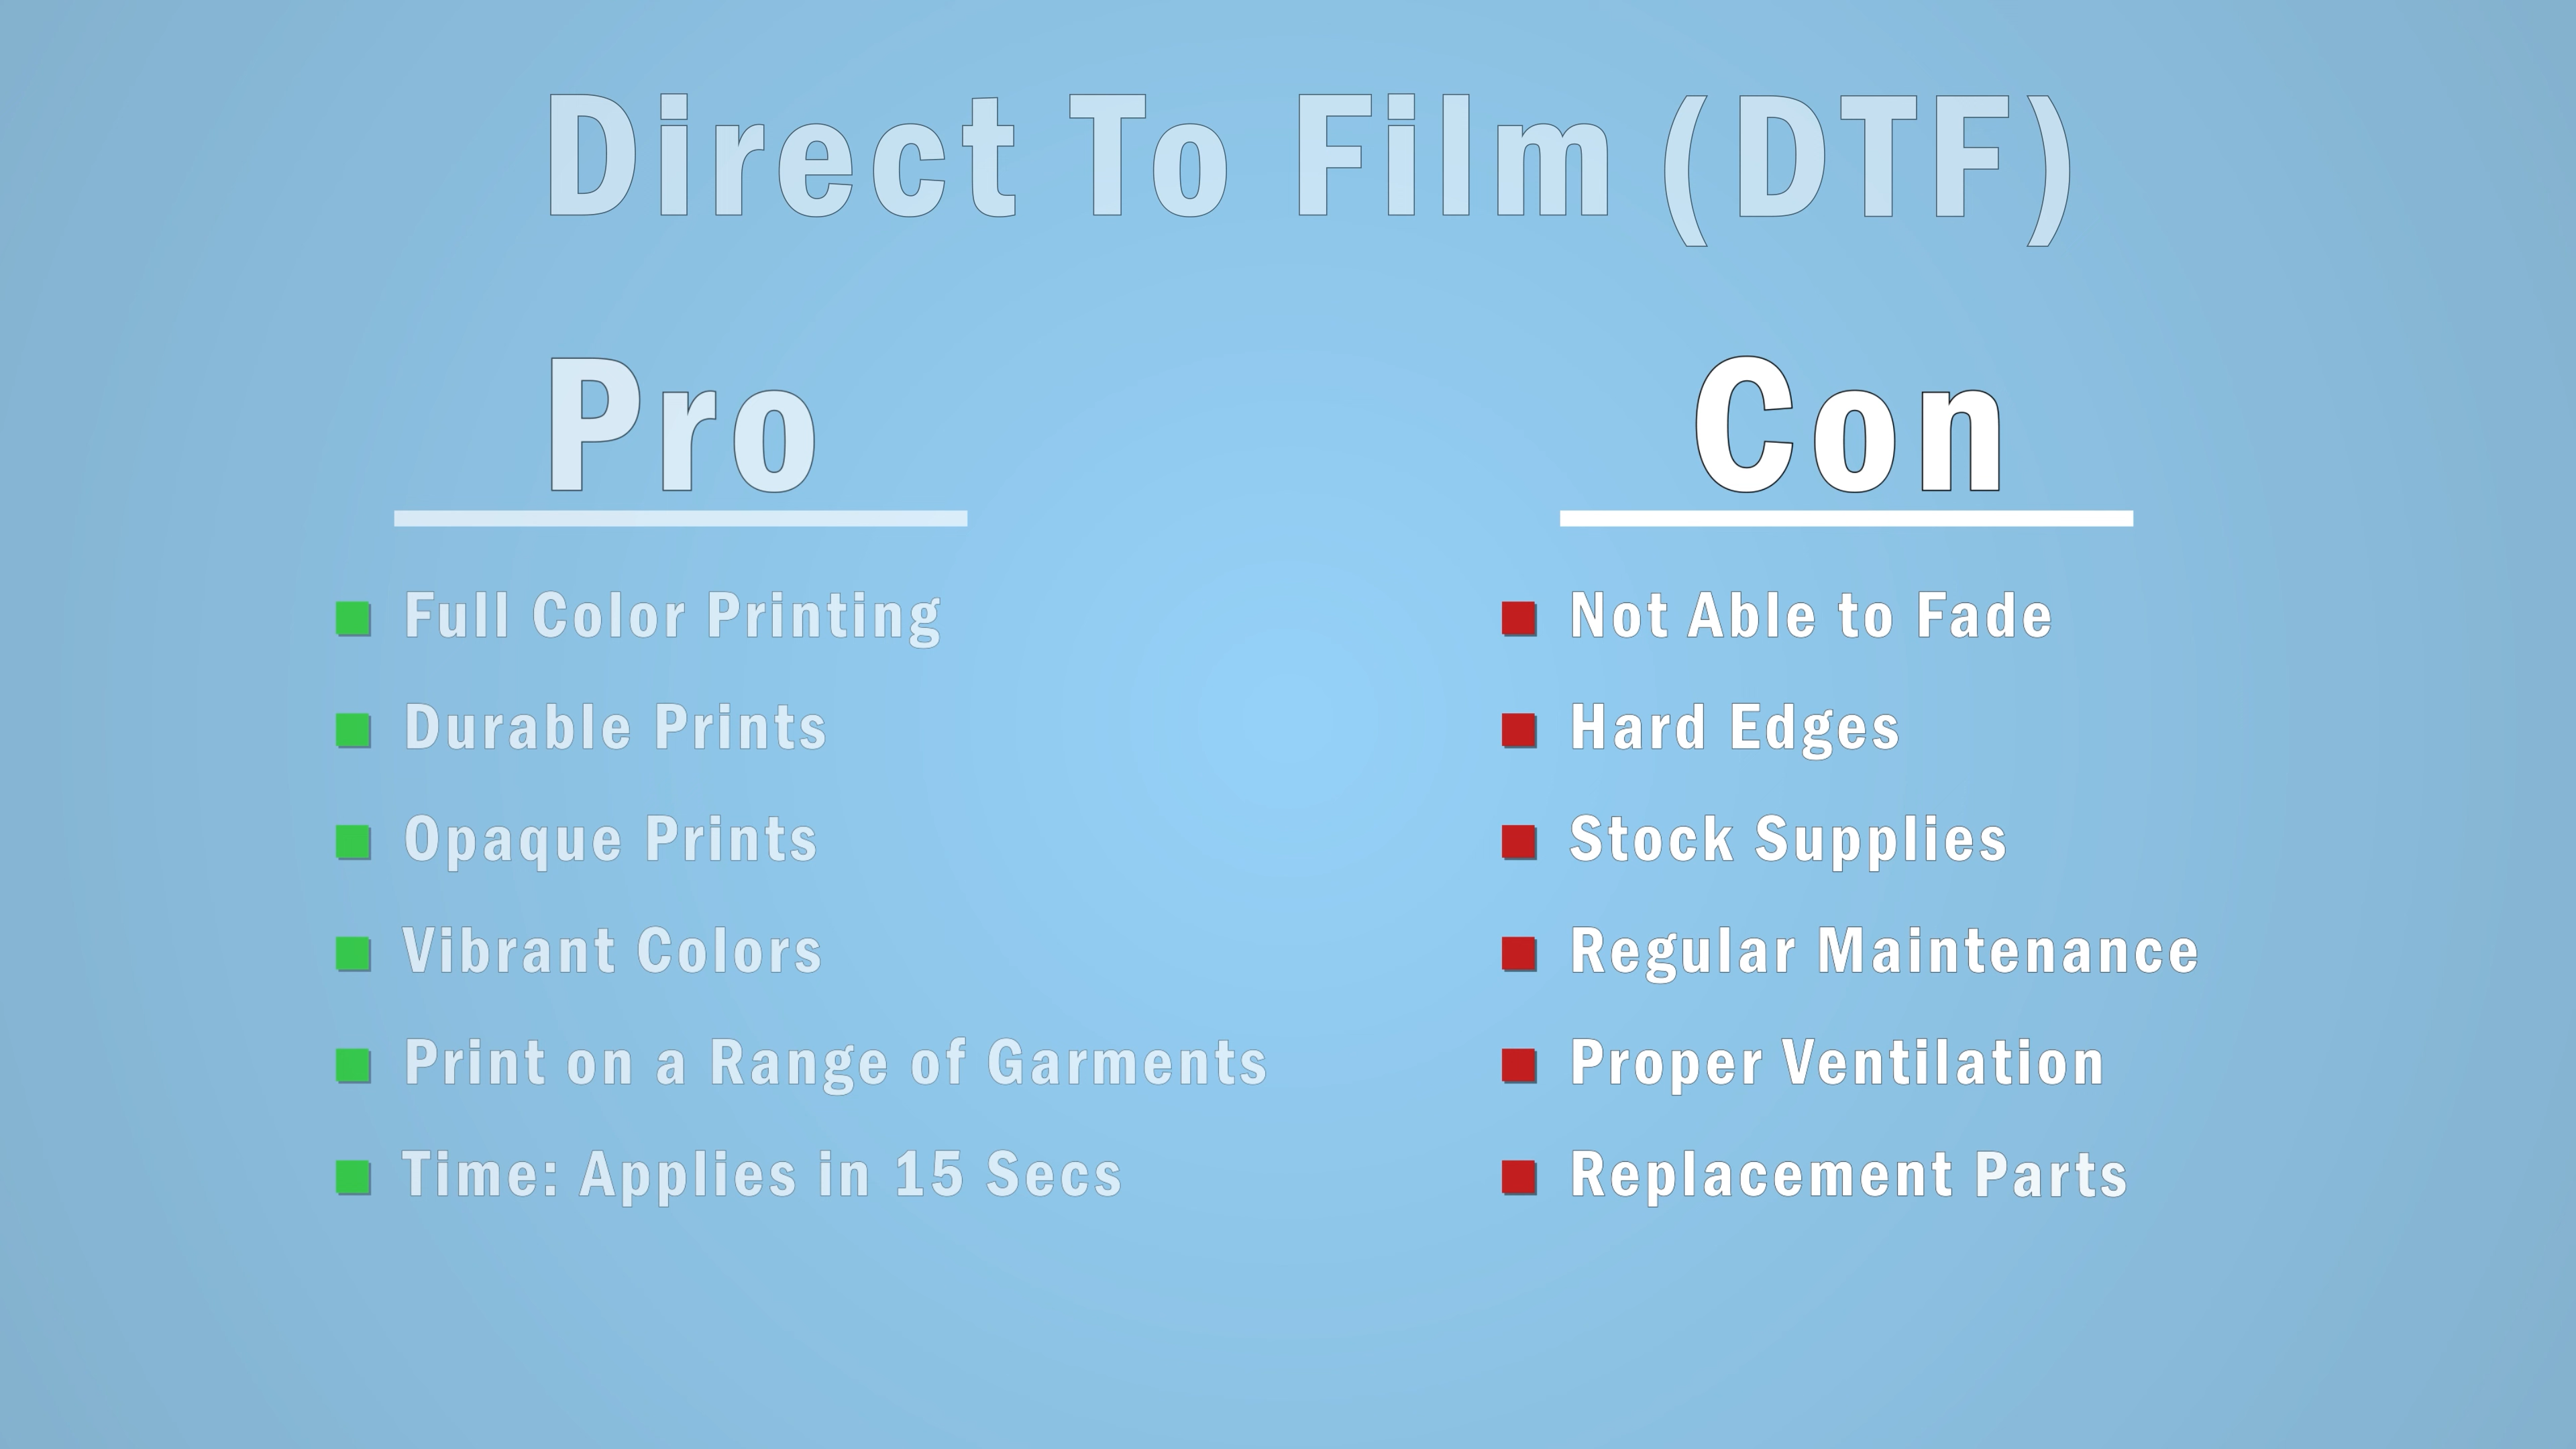 Direct To Film (DTF)
Pro
Full Color Printing
Durable Prints
Opaque Prints
Vibrant Colors
Print on a Range of Garments
Time: Applies in 15 Secs
Con
Not Able to Fade
Hard Edges
Stock Supplies
Regular Maintenance
Proper Ventilation
Replacement Parts